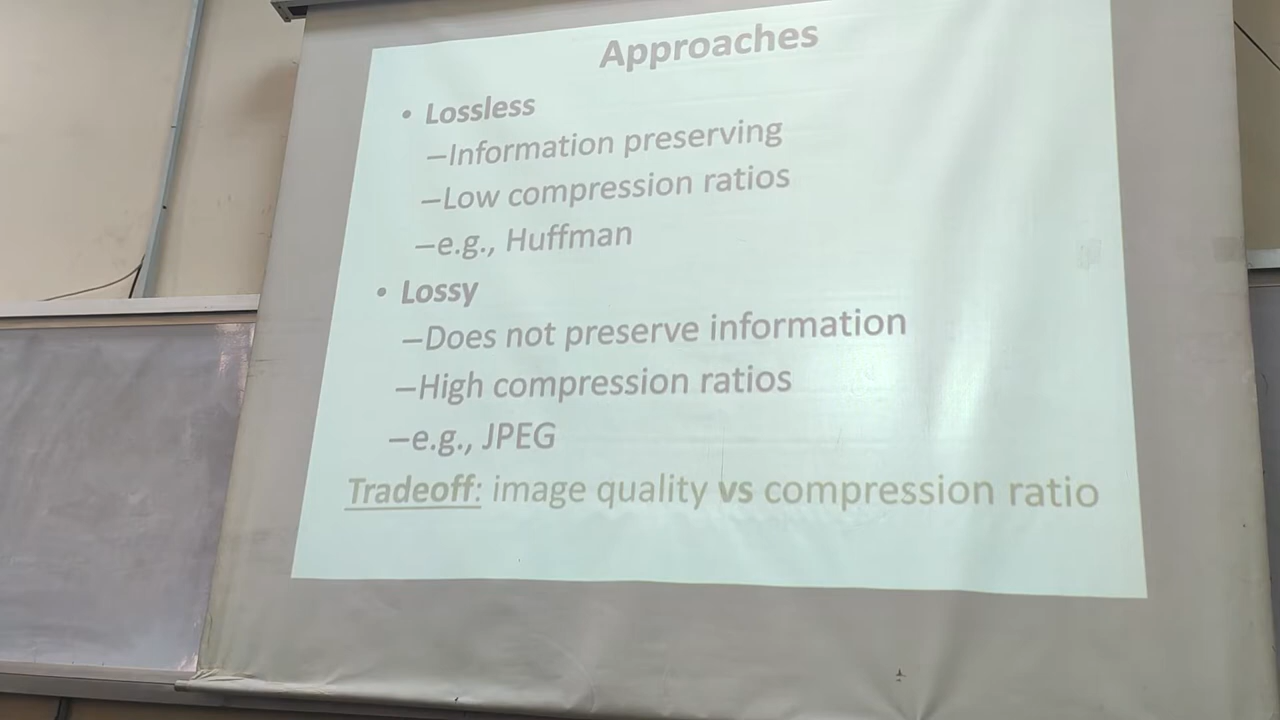 Approaches
• Lossless
–Information preserving
–Low compression ratios
–e.g., Huffman
• Lossy
–Does not preserve information
–High compression ratios
–e.g., JPEG
Tradeoff: image quality vs compression ratio